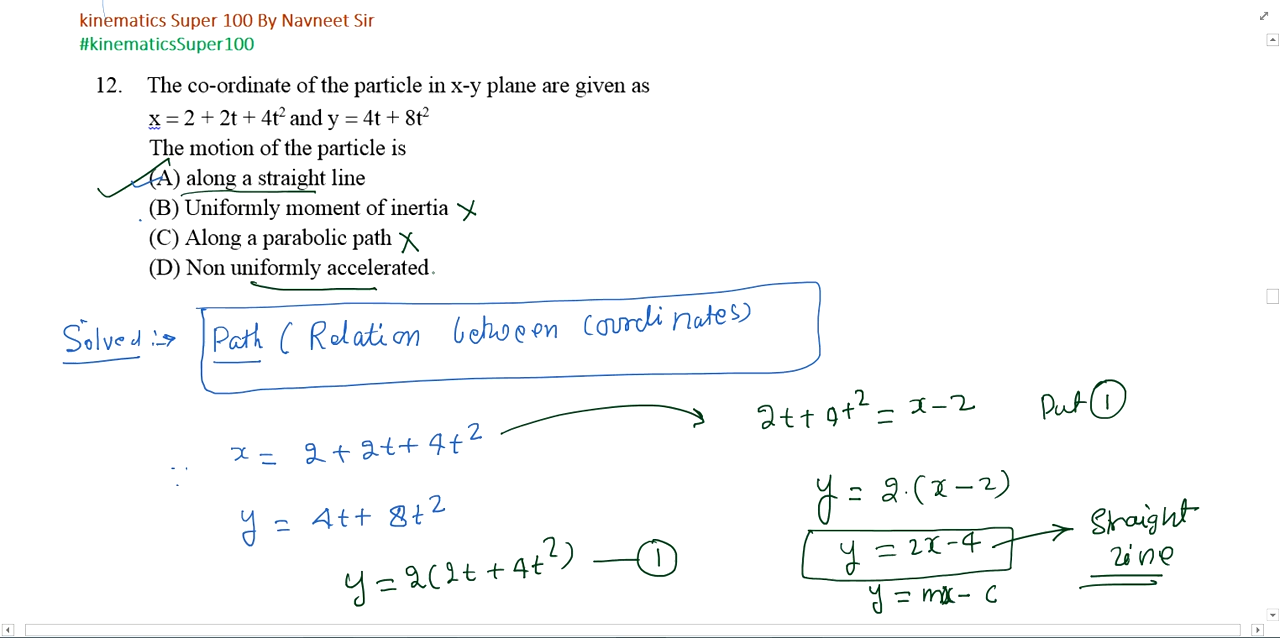 kinematics Super 100 By Navneet Sir
#kinematicsSuper100
12. The co-ordinate of the particle in x-y plane are given as
x = 2 + 2t + 4t² and y = 4t + 8t²
The motion of the particle is
(A) along a straight line
(B) Uniformly moment of inertia ×
(C) Along a parabolic path ×
(D) Non uniformly accelerated.
Solved :→ Path ( Relation between Coordinates)
x = 2 + 2t + 4t²
2t + 4t² = x − 2 Put ①
y = 4t + 8t²
y = 2.(x − 2)
y = 2(2t + 4t²) — ①
y = 2x − 4 → Straight line
y = mx − c